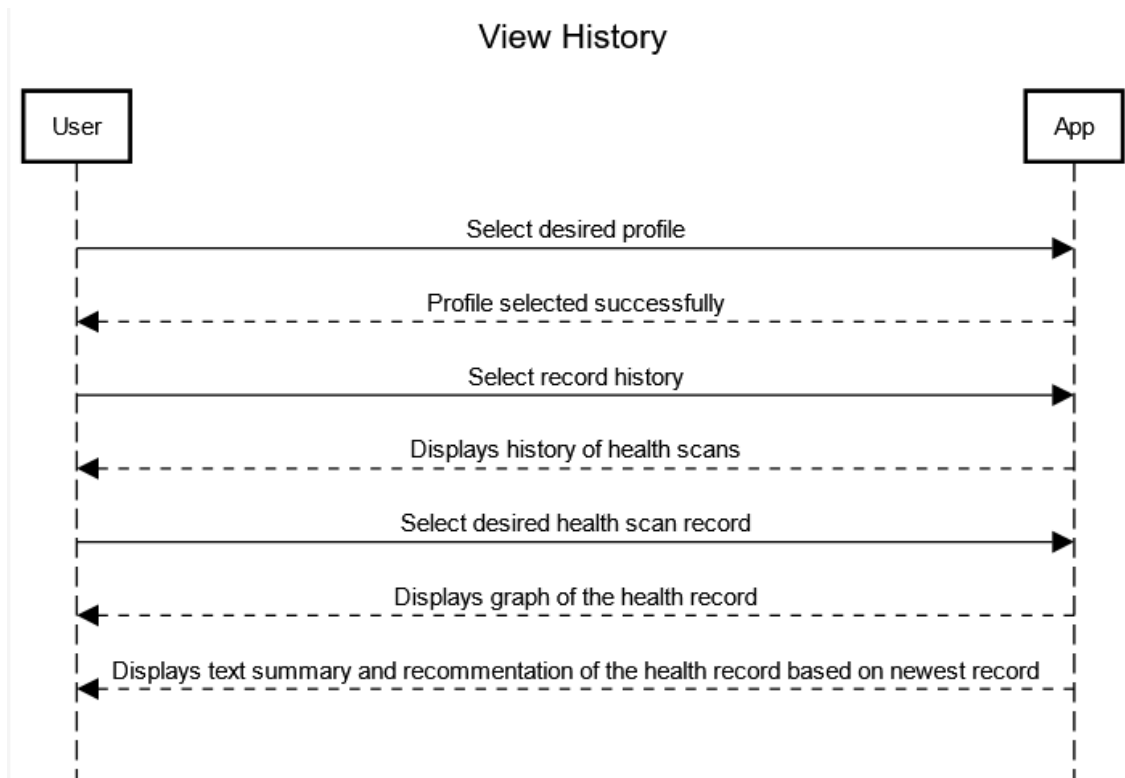 View History
User
App
Select desired profile
Profile selected successfully
Select record history
Displays history of health scans
Select desired health scan record
Displays graph of the health record
Displays text summary and recommentation of the health record based on newest record